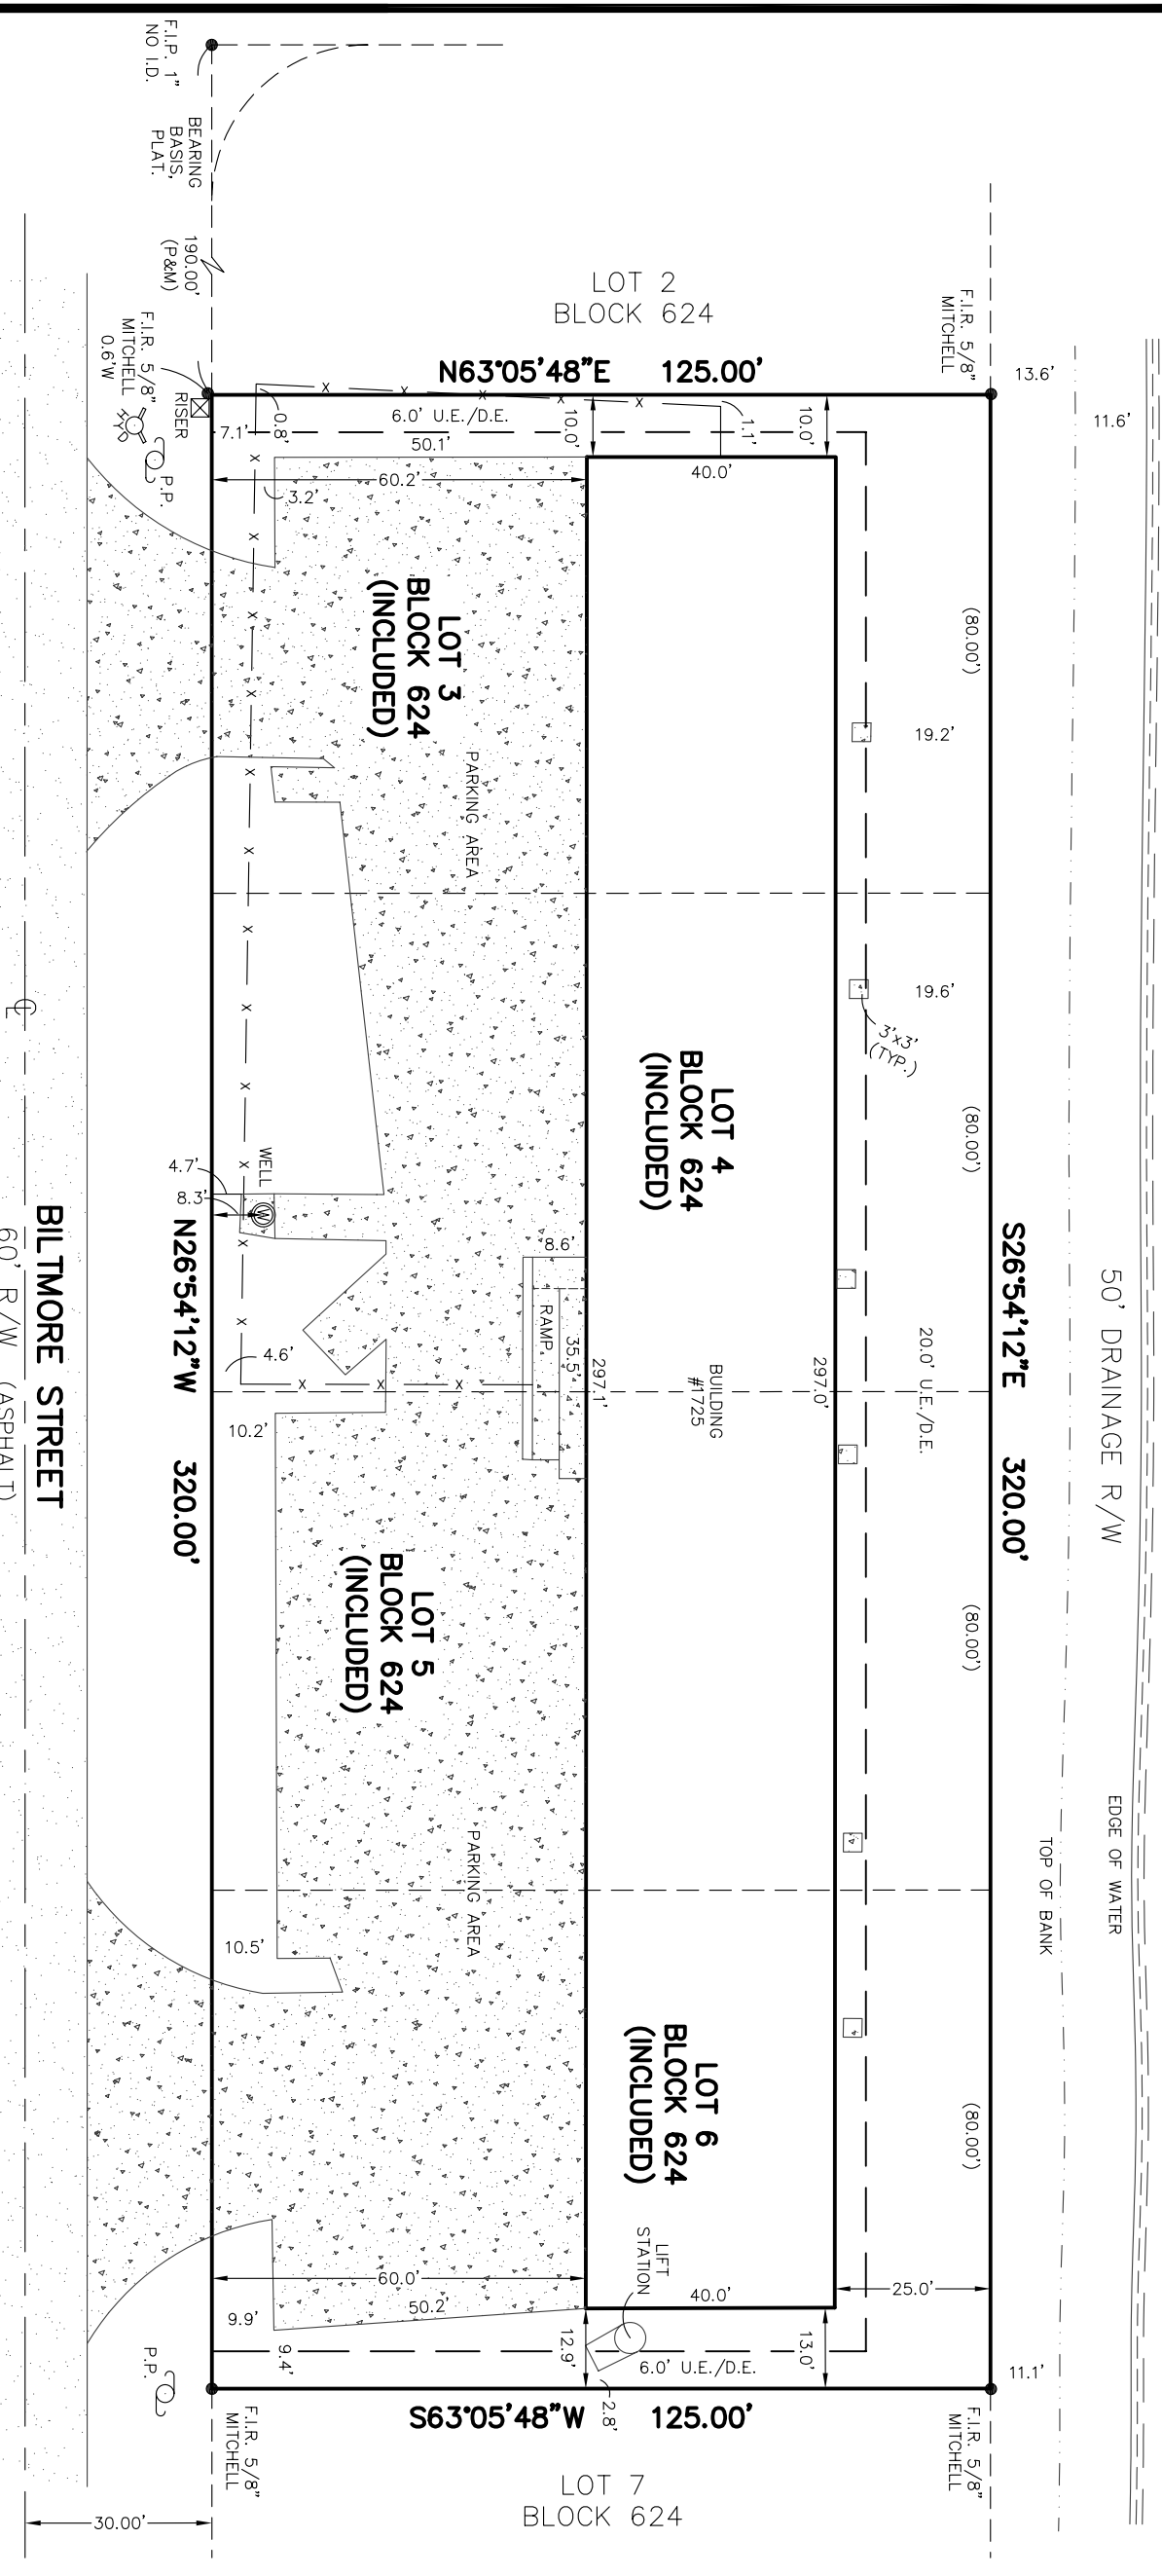 F.I.P. 1"
NO I.D.
BEARING
BASIS,
PLAT.
190.00'
(P&M)
LOT 2
BLOCK 624
F.I.R. 5/8"
MITCHELL
13.6'
11.6'
F.I.R. 5/8"
MITCHELL
0.6'W
N63°05'48"E 125.00'
RISER
HYD
P.P.
7.1'
0.8'
6.0' U.E./D.E.
50.1'
10.0'
1.1'
10.0'
60.2'
3.2'
40.0'
LOT 3
BLOCK 624
(INCLUDED)
PARKING AREA
(80.00')
19.2'
19.6'
3'x3'
(TYP.)
LOT 4
BLOCK 624
(INCLUDED)
(80.00')
WELL
W
4.7'
8.3'
8.6'
RAMP
35.5'
297.1'
BUILDING
#1725
297.0'
20.0' U.E./D.E.
4.6'
10.2'
N26°54'12"W 320.00'
S26°54'12"E 320.00'
50' DRAINAGE R/W
BILTMORE STREET
60' R/W (ASPHALT)
LOT 5
BLOCK 624
(INCLUDED)
(80.00')
EDGE OF WATER
TOP OF BANK
PARKING AREA
10.5'
LOT 6
BLOCK 624
(INCLUDED)
(80.00')
LIFT
STATION
60.0'
50.2'
40.0'
25.0'
9.9'
9.4'
12.9'
13.0'
6.0' U.E./D.E.
2.8'
11.1'
P.P.
S63°05'48"W 125.00'
F.I.R. 5/8"
MITCHELL
F.I.R. 5/8"
MITCHELL
LOT 7
BLOCK 624
30.00'